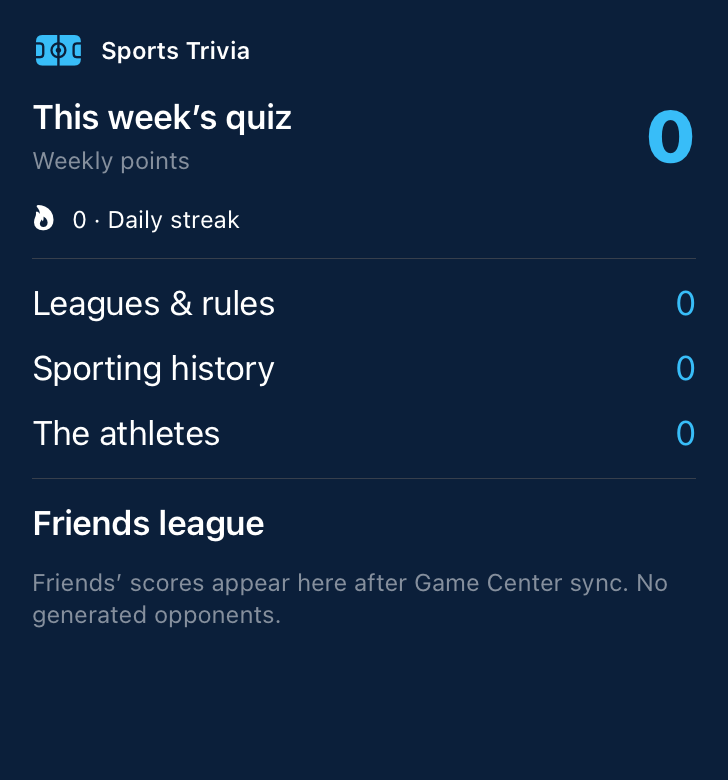 Sports Trivia
This week’s quiz
0
Weekly points
0 · Daily streak
Leagues & rules 0
Sporting history 0
The athletes 0
Friends league
Friends’ scores appear here after Game Center sync. No
generated opponents.